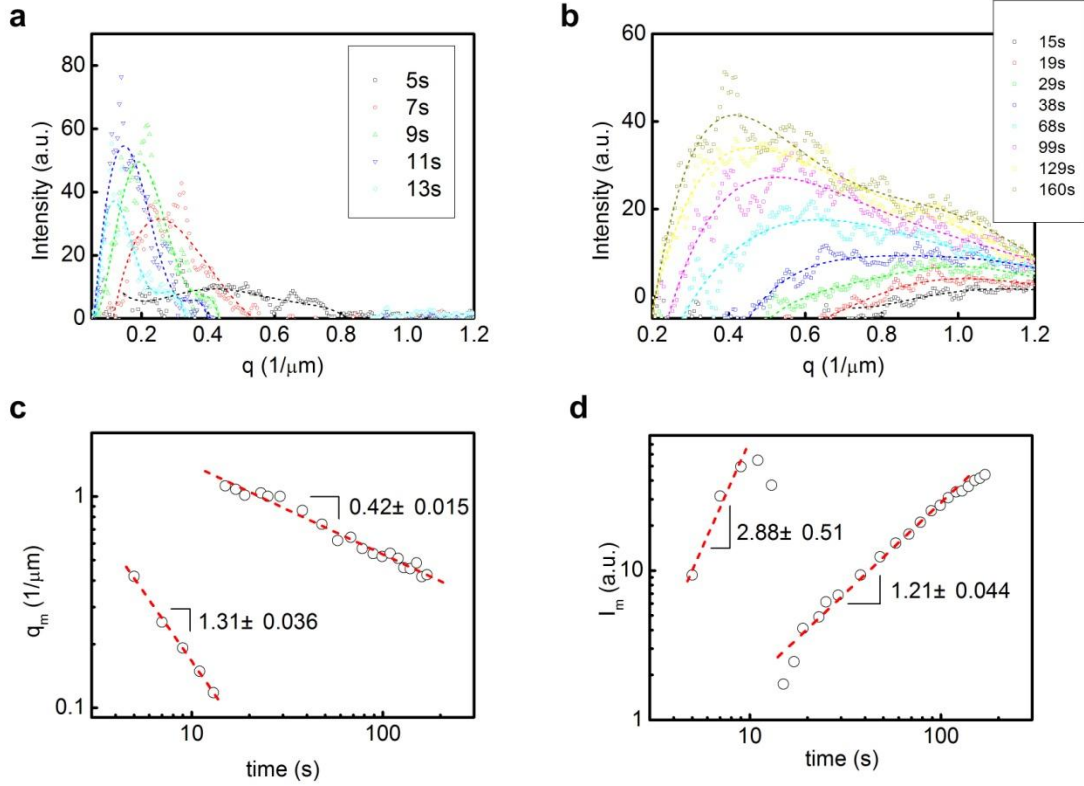 a
80
60
40
20
0
0.2 0.4 0.6 0.8 1.0 1.2
Intensity (a.u.)
q (1/μm)
5s
7s
9s
11s
13s
b
60
40
20
0
0.2 0.4 0.6 0.8 1.0 1.2
Intensity (a.u.)
q (1/μm)
15s
19s
29s
38s
68s
99s
129s
160s
c
1
0.1
10 100
q_m (1/μm)
time (s)
0.42± 0.015
1.31± 0.036
d
10
1
10 100
I_m (a.u.)
time (s)
2.88± 0.51
1.21± 0.044